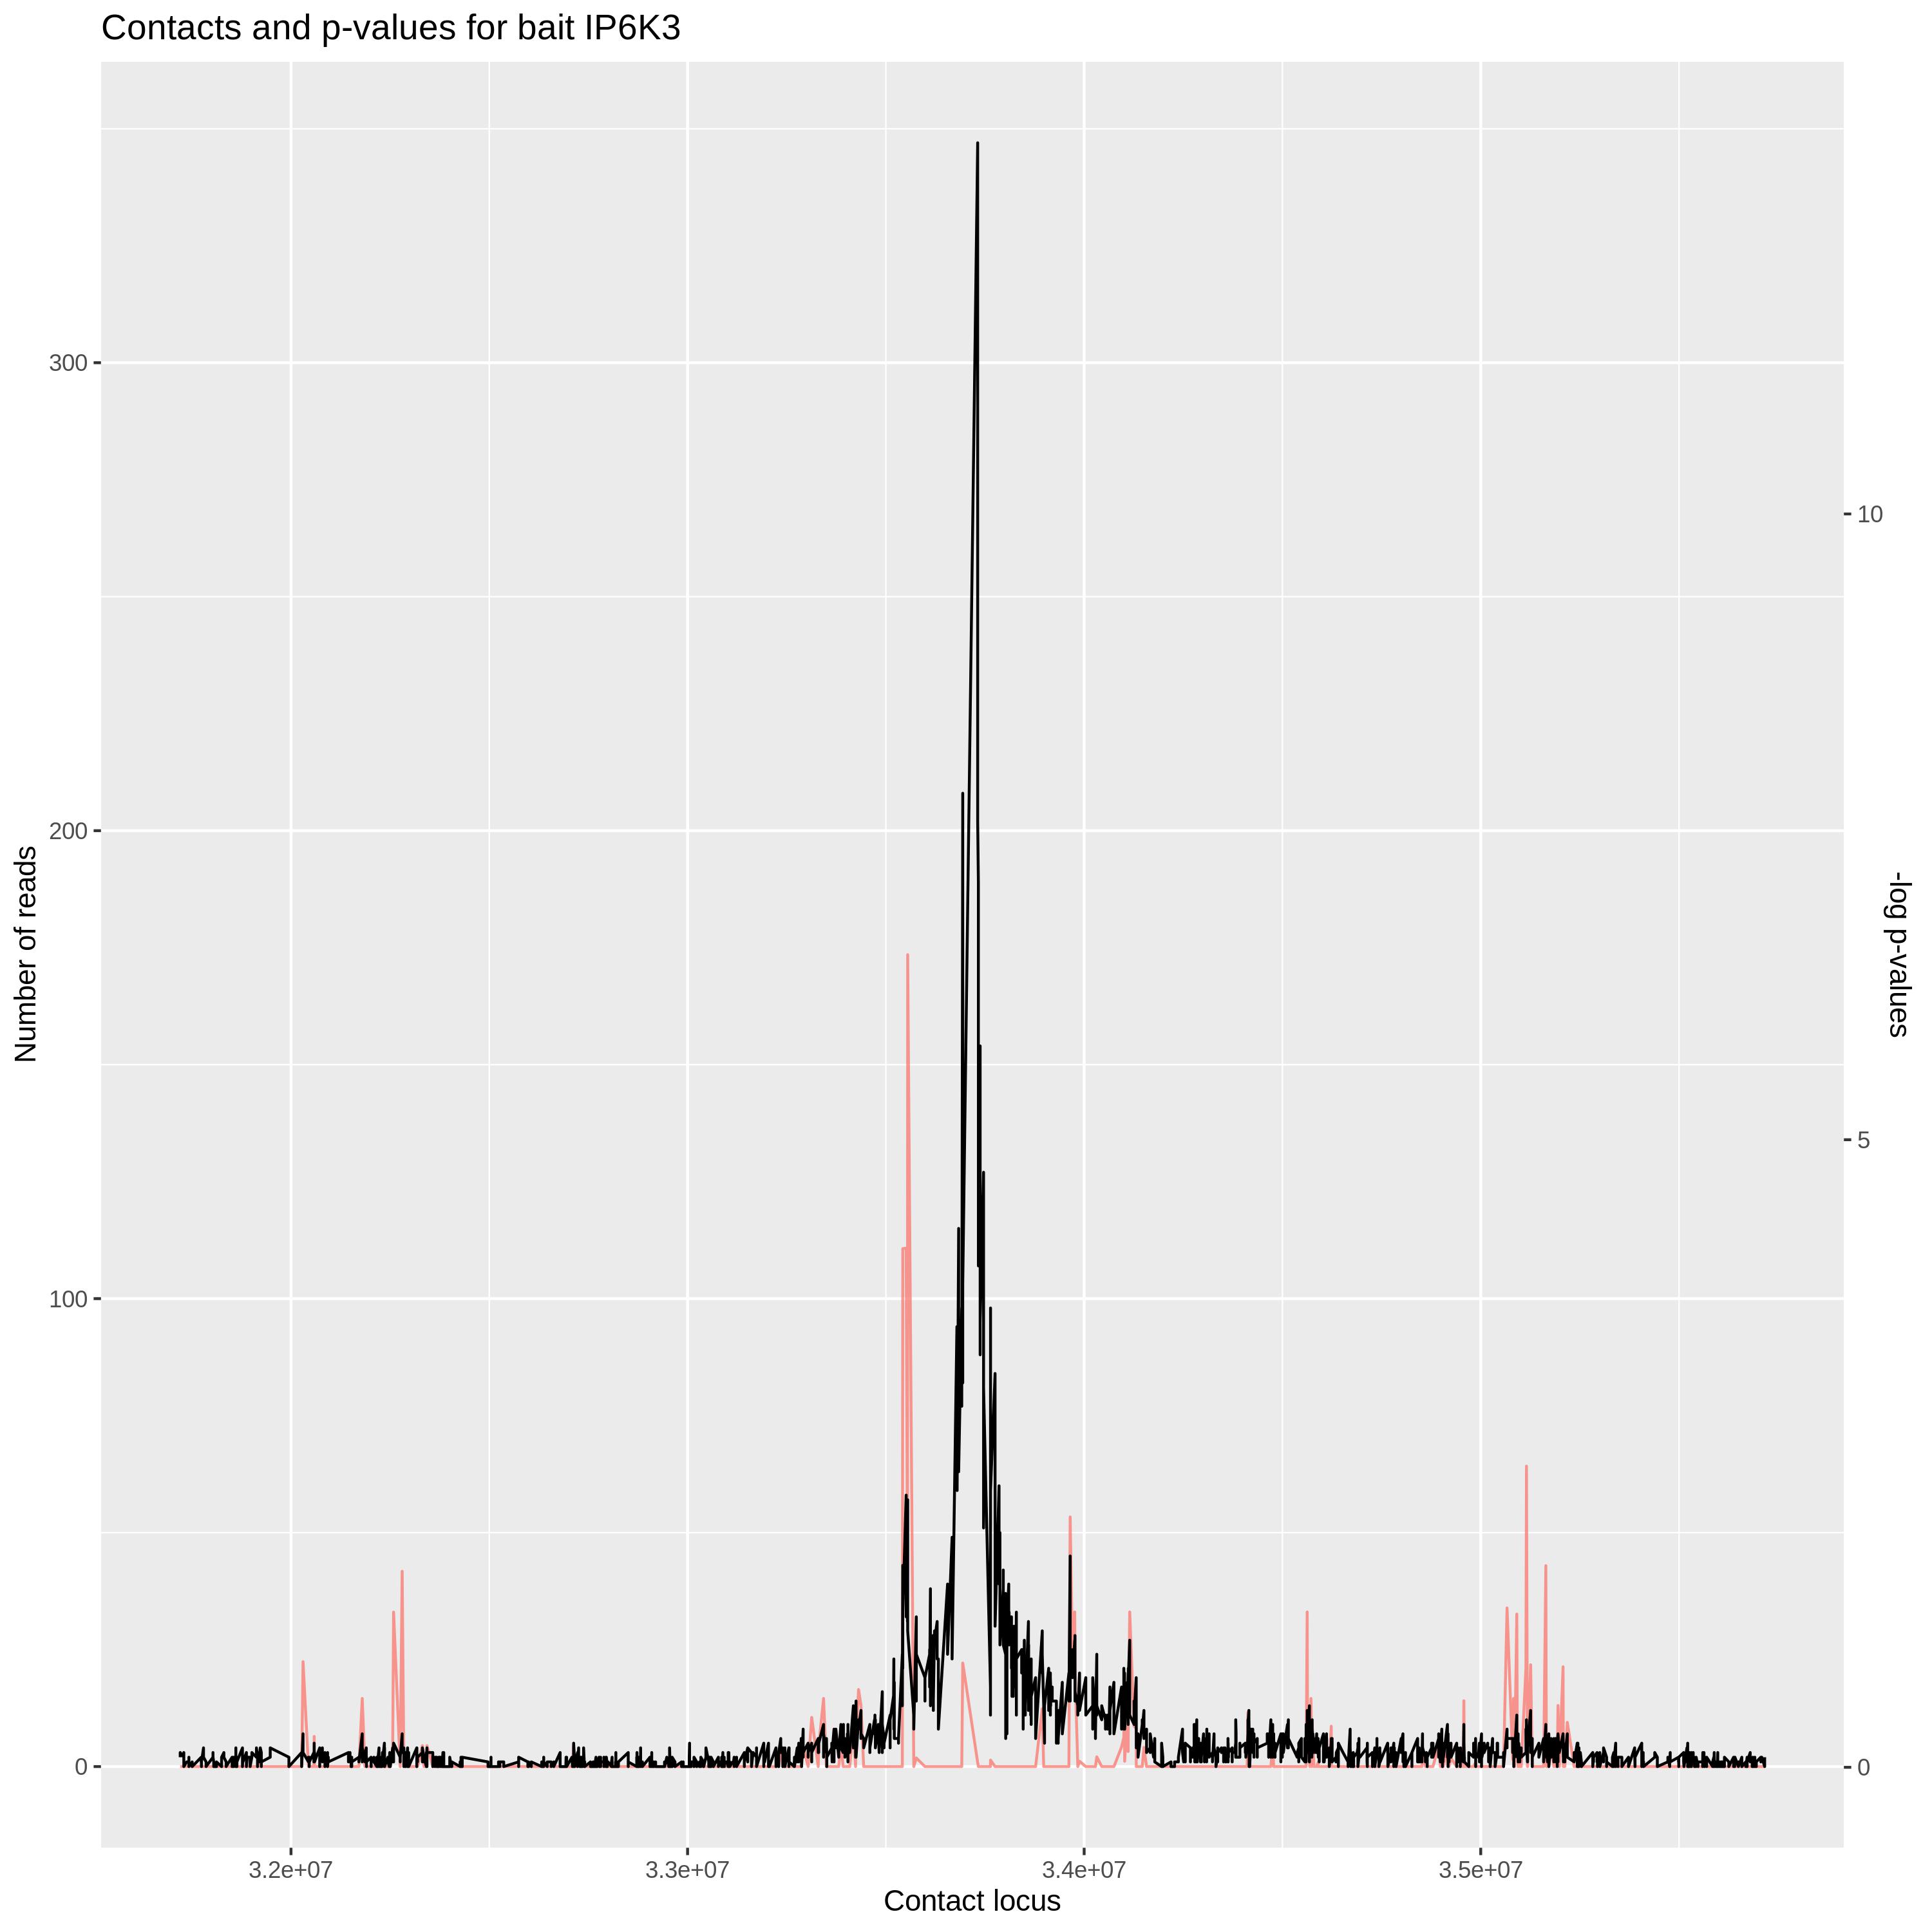 Contacts and p-values for bait IP6K3
300
200
100
0
10
5
0
Number of reads
-log p-values
3.2e+07 3.3e+07 3.4e+07 3.5e+07
Contact locus